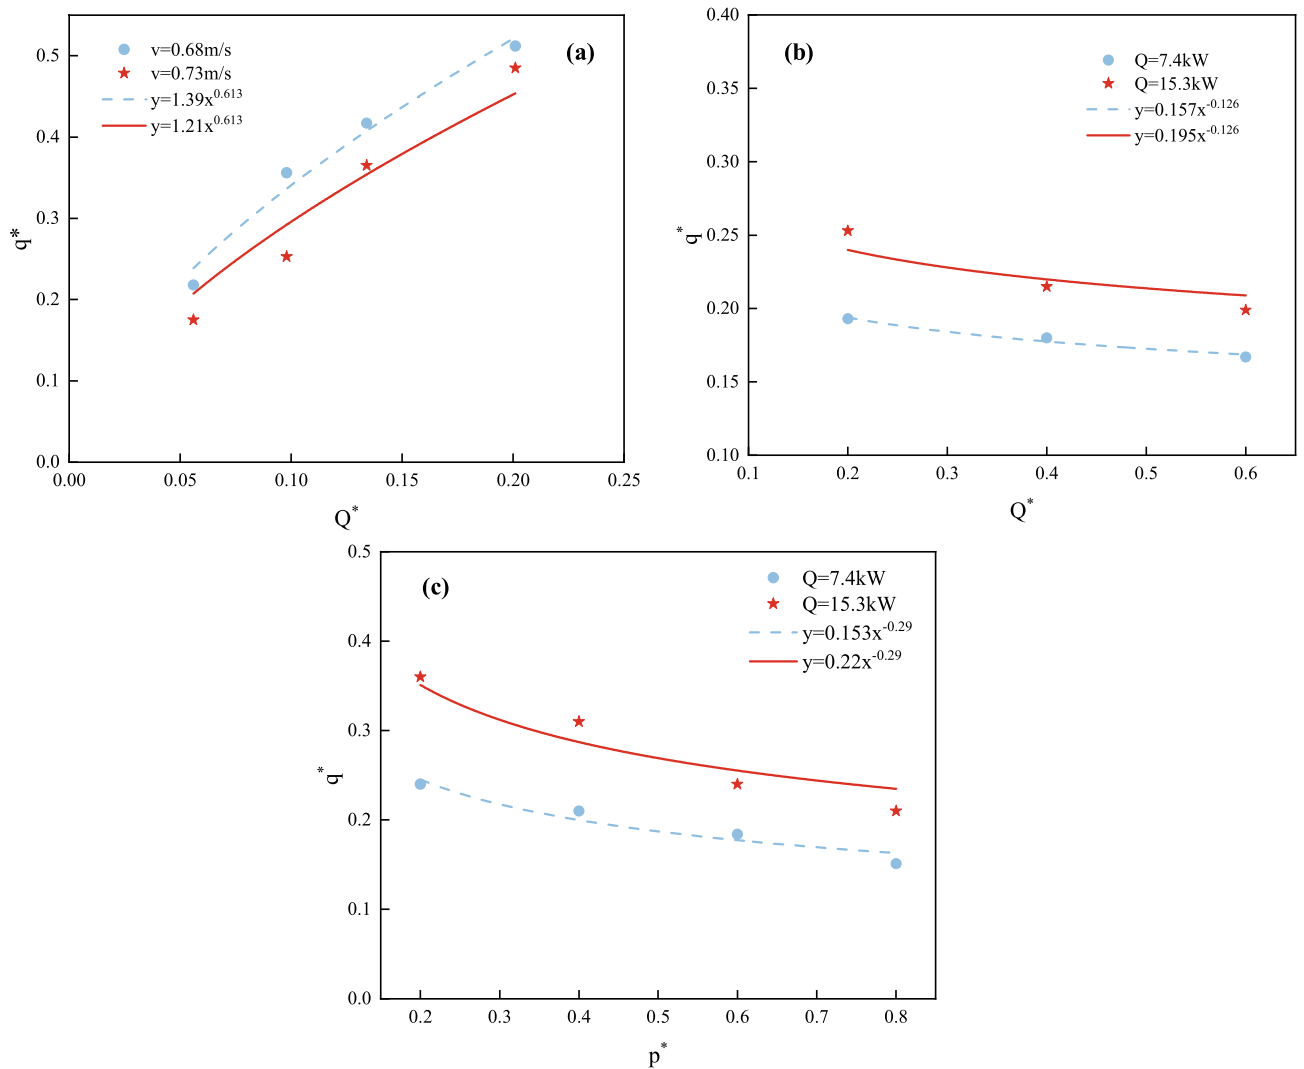 (a)
v=0.68m/s
v=0.73m/s
y=1.39x^0.613
y=1.21x^0.613
0.5
0.4
0.3
0.2
0.1
0.0
q*
0.00 0.05 0.10 0.15 0.20 0.25
Q*
(b)
Q=7.4kW
Q=15.3kW
y=0.157x^-0.126
y=0.195x^-0.126
0.40
0.35
0.30
0.25
0.20
0.15
0.10
q*
0.1 0.2 0.3 0.4 0.5 0.6
Q*
(c)
Q=7.4kW
Q=15.3kW
y=0.153x^-0.29
y=0.22x^-0.29
0.5
0.4
0.3
0.2
0.1
0.0
q*
0.2 0.3 0.4 0.5 0.6 0.7 0.8
p*